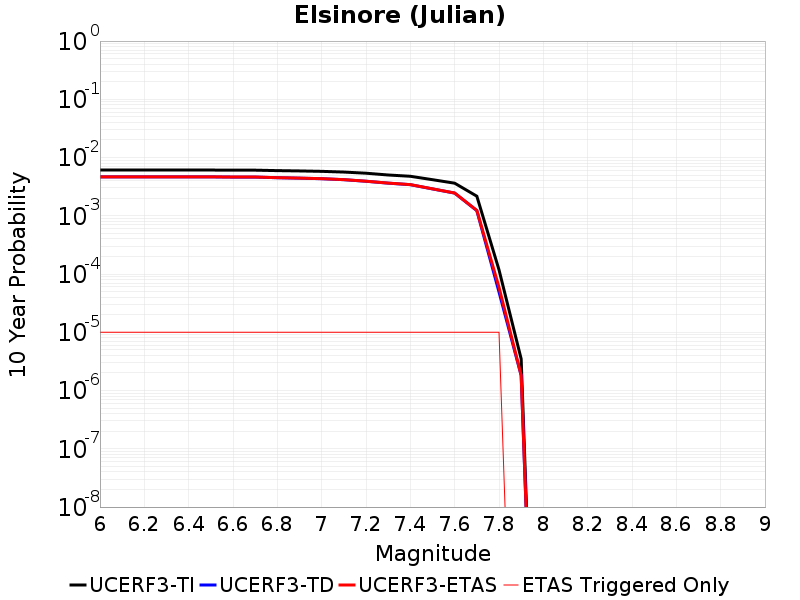 Elsinore (Julian)
10^0
10^-1
10^-2
10^-3
10^-4
10^-5
10^-6
10^-7
10^-8
10 Year Probability
6 6.2 6.4 6.6 6.8 7 7.2 7.4 7.6 7.8 8 8.2 8.4 8.6 8.8 9
Magnitude
UCERF3-TI UCERF3-TD UCERF3-ETAS ETAS Triggered Only